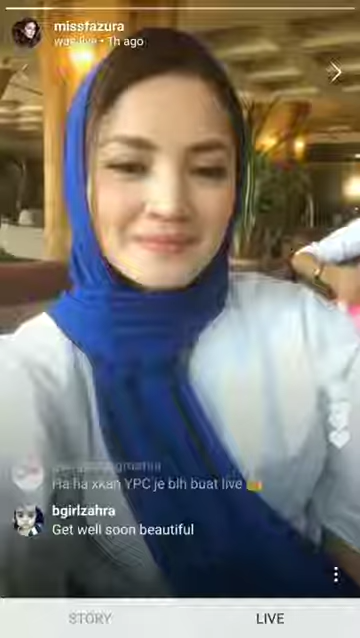 missfazura
was live • 1h ago
Ha ha xkan YPC je blh buat live
bgirlzahra
Get well soon beautiful
STORY
LIVE